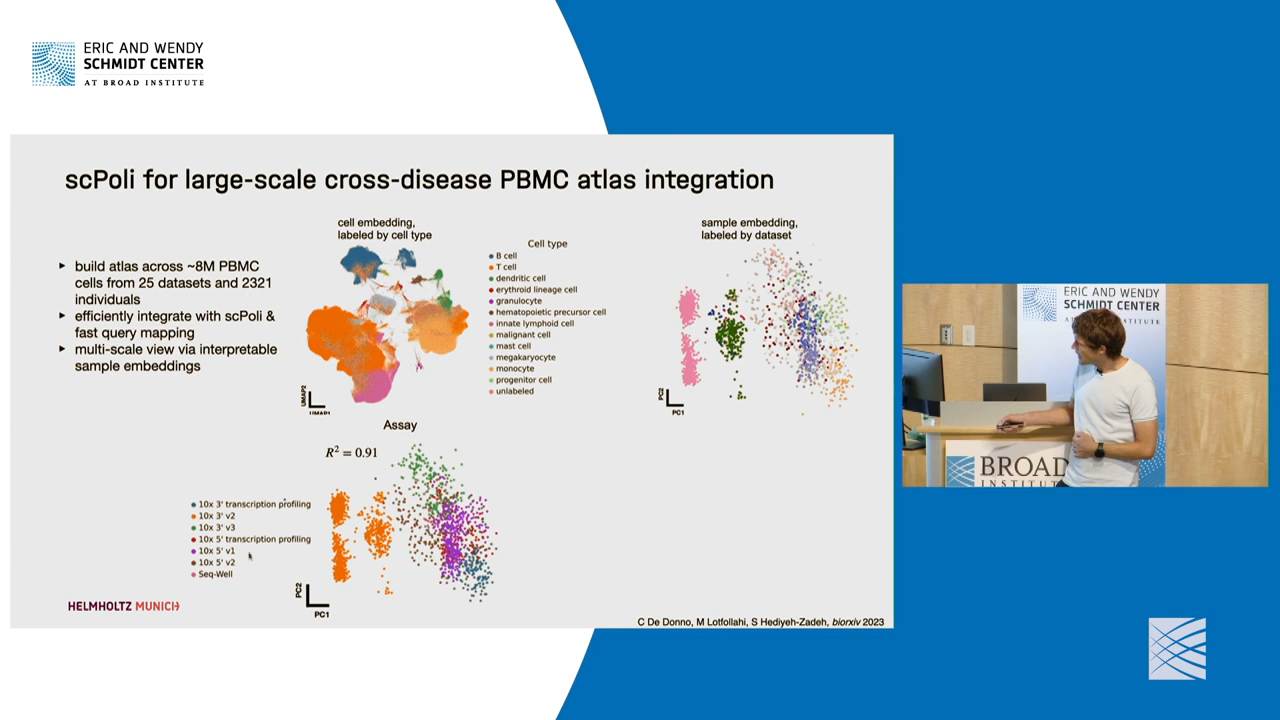 ERIC AND WENDY
SCHMIDT CENTER
AT BROAD INSTITUTE
scPoli for large-scale cross-disease PBMC atlas integration
▸ build atlas across ~8M PBMC
cells from 25 datasets and 2321
individuals
▸ efficiently integrate with scPoli &
fast query mapping
▸ multi-scale view via interpretable
sample embeddings
cell embedding,
labeled by cell type
UMAP2
UMAP1
Cell type
B cell
T cell
dendritic cell
erythroid lineage cell
granulocyte
hematopoietic precursor cell
innate lymphoid cell
malignant cell
mast cell
megakaryocyte
monocyte
progenitor cell
unlabeled
sample embedding,
labeled by dataset
PC2
PC1
Assay
R² = 0.91
10x 3' transcription profiling
10x 3' v2
10x 3' v3
10x 5' transcription profiling
10x 5' v1
10x 5' v2
Seq-Well
PC2
PC1
HELMHOLTZ MUNICH
C De Donno, M Lotfollahi, S Hediyeh-Zadeh, biorxiv 2023
ERIC AND WENDY
SCHMIDT CENTER
BROAD